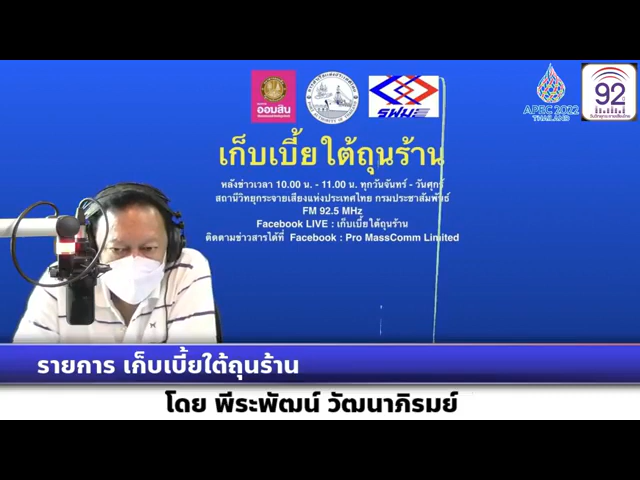 APEC 2022
THAILAND
92
ออมสิน
รฟม
เก็บเบี้ยใต้ถุนร้าน
หลังข่าวเวลา 10.00 น. - 11.00 น. ทุกวันจันทร์ - วันศุกร์
สถานีวิทยุกระจายเสียงแห่งประเทศไทย กรมประชาสัมพันธ์
FM 92.5 MHz
Facebook LIVE : เก็บเบี้ยใต้ถุนร้าน
ติดตามข่าวสารได้ที่ Facebook : Pro MassComm Limited
รายการ เก็บเบี้ยใต้ถุนร้าน
โดย พีระพัฒน์ วัฒนาภิรมย์